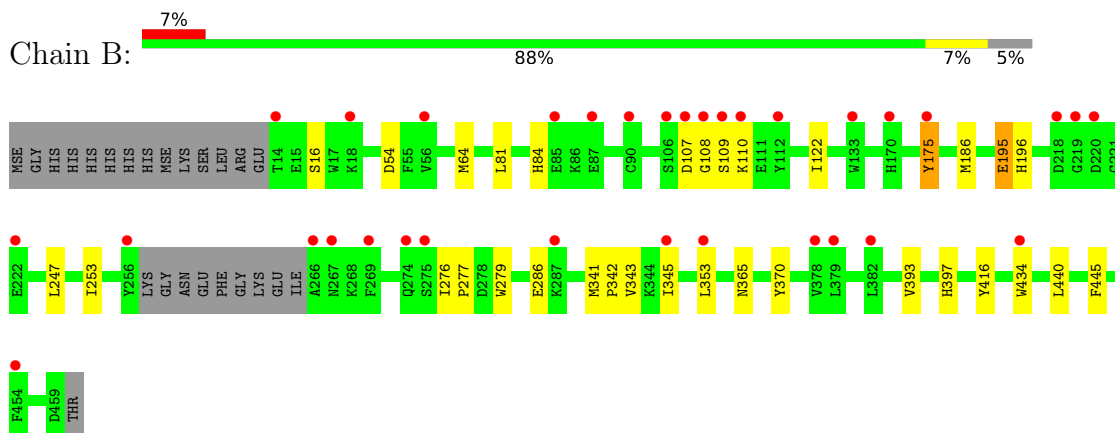 7%
Chain B:
88% 7% 5%
MSE GLY HIS HIS HIS HIS HIS HIS MSE LYS SER LEU ARG GLU T14 E15 S16 W17 K18 D54 F55 V56 M64 L81 H84 E85 K86 E87 C90 S106 D107 G108 S109 K110 E111 Y112 I122 W133 H170 Y175 M186 E195 H196 D218 G219 D220 G221
E222 L247 I253 Y256 LYS GLY ASN GLU PHE GLY LYS GLU ILE A266 N267 K268 F269 Q274 S275 I276 P277 D278 W279 E286 K287 M341 P342 V343 K344 I345 L353 N365 Y370 V378 L379 L382 V393 H397 Y416 W434 L440 F445
F454 D459 THR